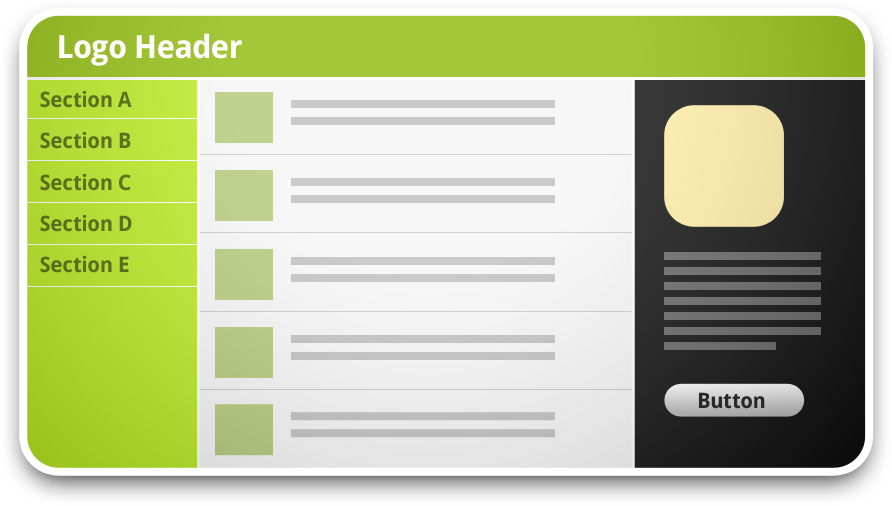 Logo Header
Section A
Section B
Section C
Section D
Section E
Button